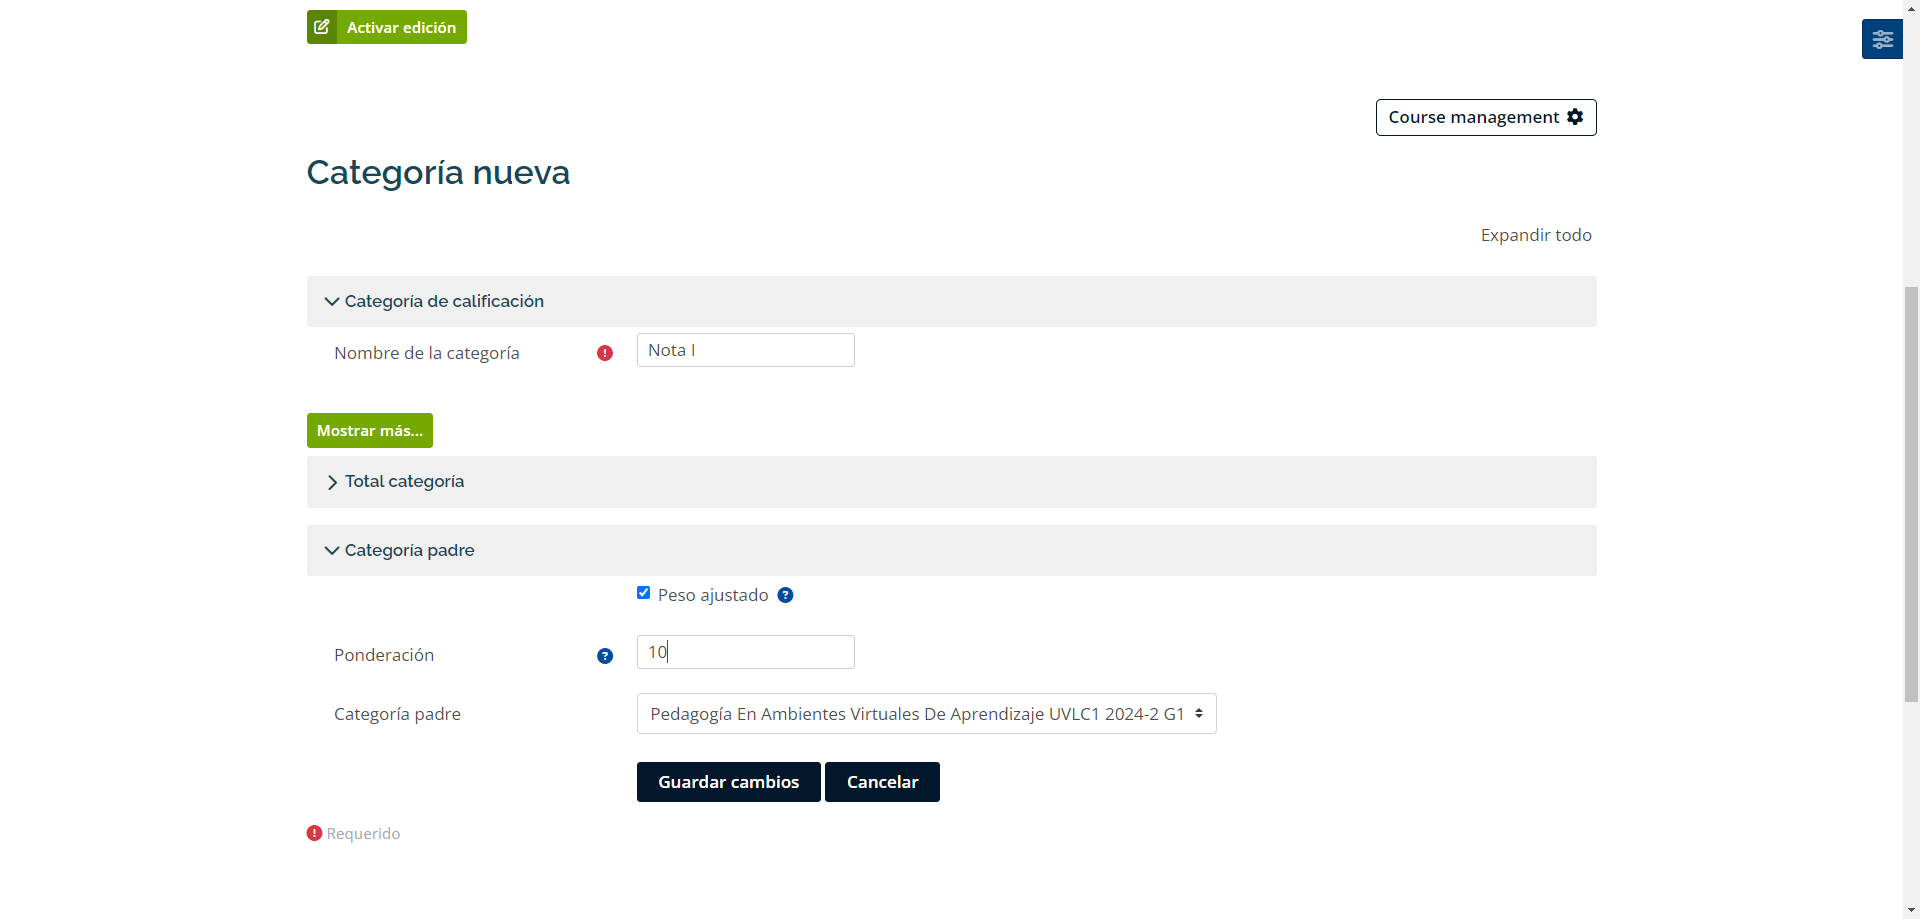 Activar edición
Course management
Categoría nueva
Expandir todo
Categoría de calificación
Nombre de la categoría
Nota I
Mostrar más...
Total categoría
Categoría padre
Peso ajustado
Ponderación
10
Categoría padre
Pedagogía En Ambientes Virtuales De Aprendizaje UVLC1 2024-2 G1
Guardar cambios
Cancelar
Requerido